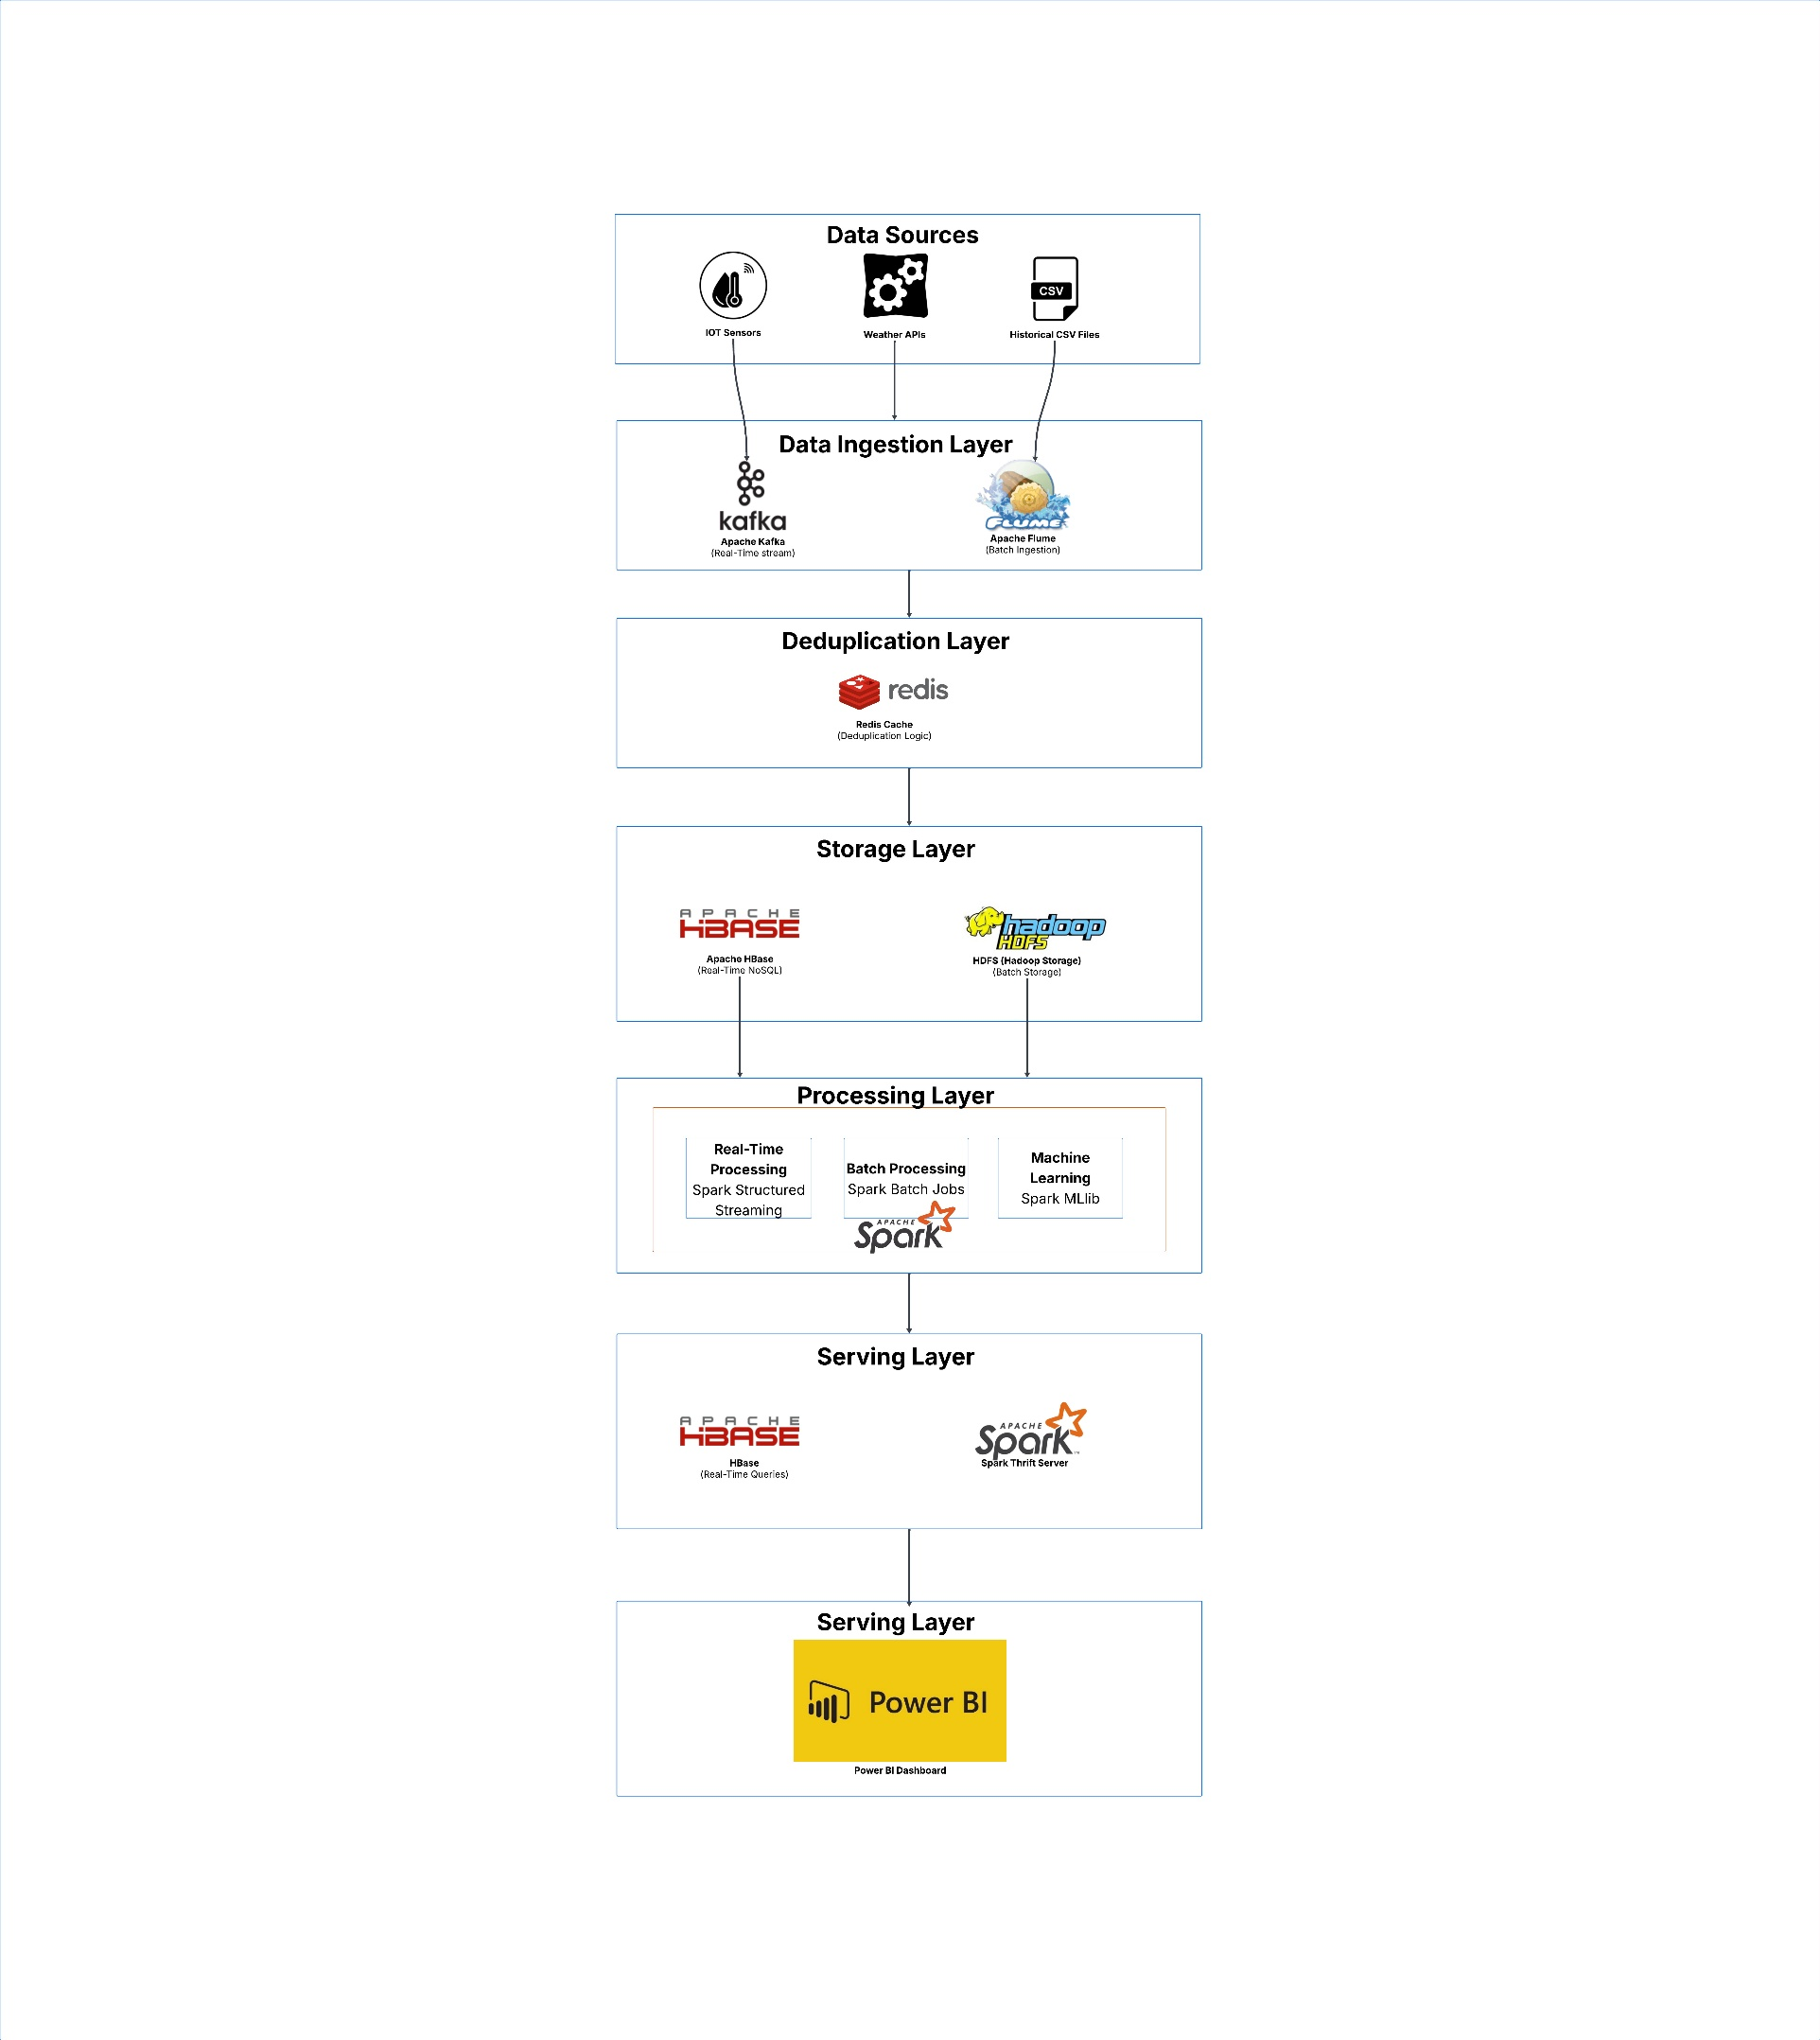 Data Sources
IOT Sensors
Weather APIs
CSV
Historical CSV Files
Data Ingestion Layer
kafka
Apache Kafka
(Real-Time stream)
FLUME
Apache Flume
(Batch Ingestion)
Deduplication Layer
redis
Redis Cache
(Deduplication Logic)
Storage Layer
APACHE
HBASE
Apache HBase
(Real-Time NoSQL)
hadoop
HDFS
HDFS (Hadoop Storage)
(Batch Storage)
Processing Layer
Real-Time
Processing
Spark Structured
Streaming
Batch Processing
Spark Batch Jobs
Machine
Learning
Spark MLlib
APACHE
Spark
Serving Layer
APACHE
HBASE
HBase
(Real-Time Queries)
APACHE
Spark
Spark Thrift Server
Serving Layer
Power BI
Power BI Dashboard